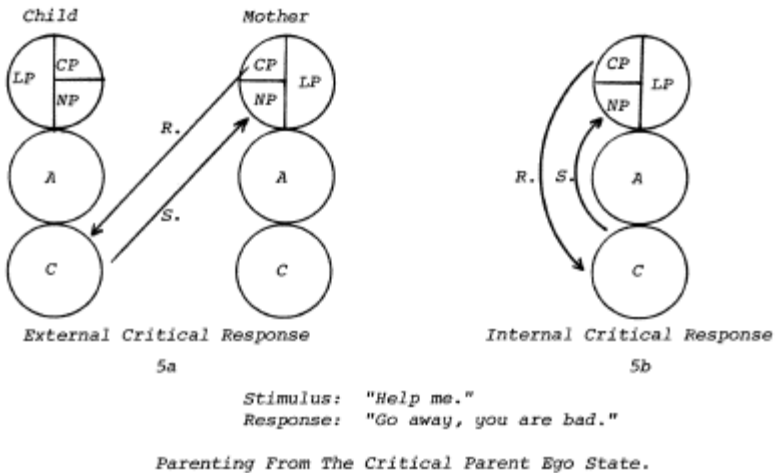 Child Mother
CP CP CP
LP LP LP
NP NP NP
R.
A A R. S. A
S.
C C C
External Critical Response Internal Critical Response
5a 5b
Stimulus: "Help me."
Response: "Go away, you are bad."
Parenting From The Critical Parent Ego State.